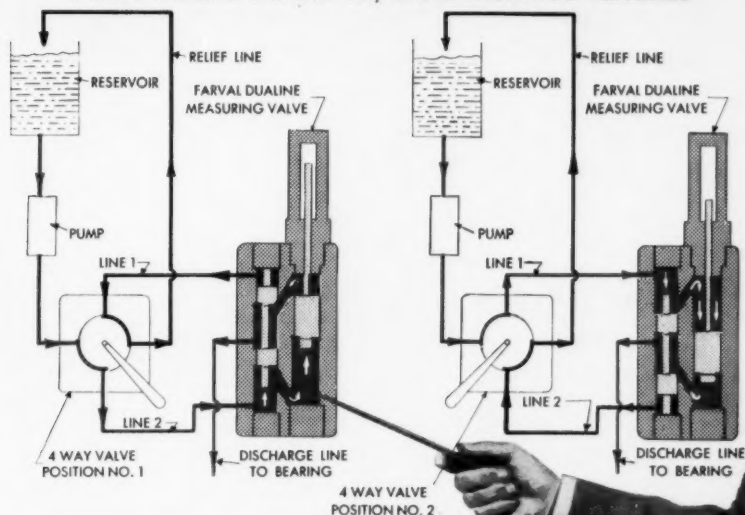 RELIEF LINE
RESERVOIR
FARVAL DUALINE
MEASURING VALVE
PUMP
LINE 1
LINE 2
4 WAY VALVE
POSITION NO. 1
DISCHARGE LINE
TO BEARING
RELIEF LINE
RESERVOIR
FARVAL DUALINE
MEASURING VALVE
PUMP
LINE 1
LINE 2
4 WAY VALVE
POSITION NO. 2
DISCHARGE LINE
TO BEARING